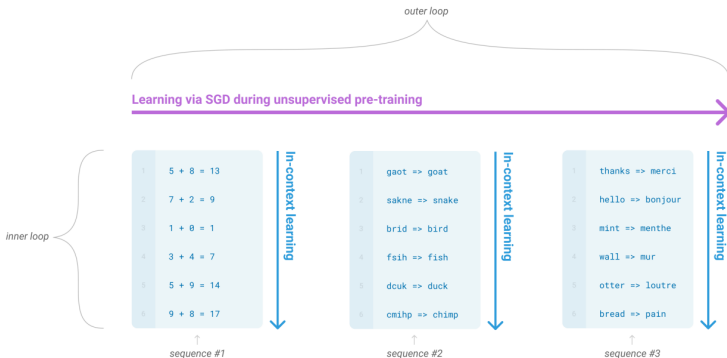 outer loop
Learning via SGD during unsupervised pre-training
inner loop
1 5 + 8 = 13
2 7 + 2 = 9
3 1 + 0 = 1
4 3 + 4 = 7
5 5 + 9 = 14
6 9 + 8 = 17
In-context learning
sequence #1
1 gaot => goat
2 sakne => snake
3 brid => bird
4 fsih => fish
5 dcuk => duck
6 cmihp => chimp
In-context learning
sequence #2
1 thanks => merci
2 hello => bonjour
3 mint => menthe
4 wall => mur
5 otter => loutre
6 bread => pain
In-context learning
sequence #3